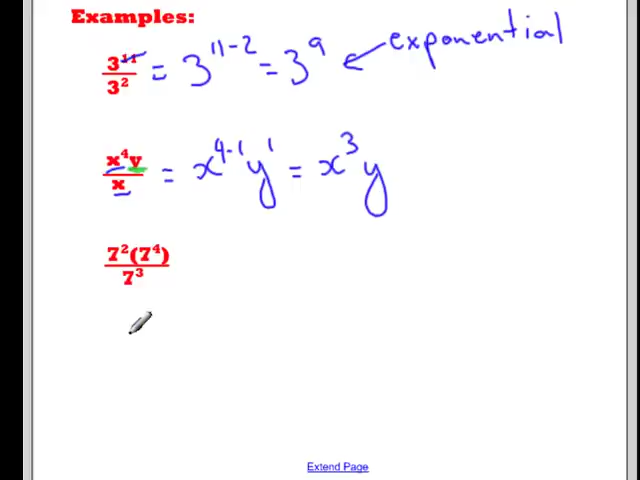 Examples:
3¹¹/3² = 3¹¹⁻² = 3⁹ ← exponential
x⁴y/x = x⁴⁻¹y¹ = x³y
7²(7⁴)/7³
Extend Page